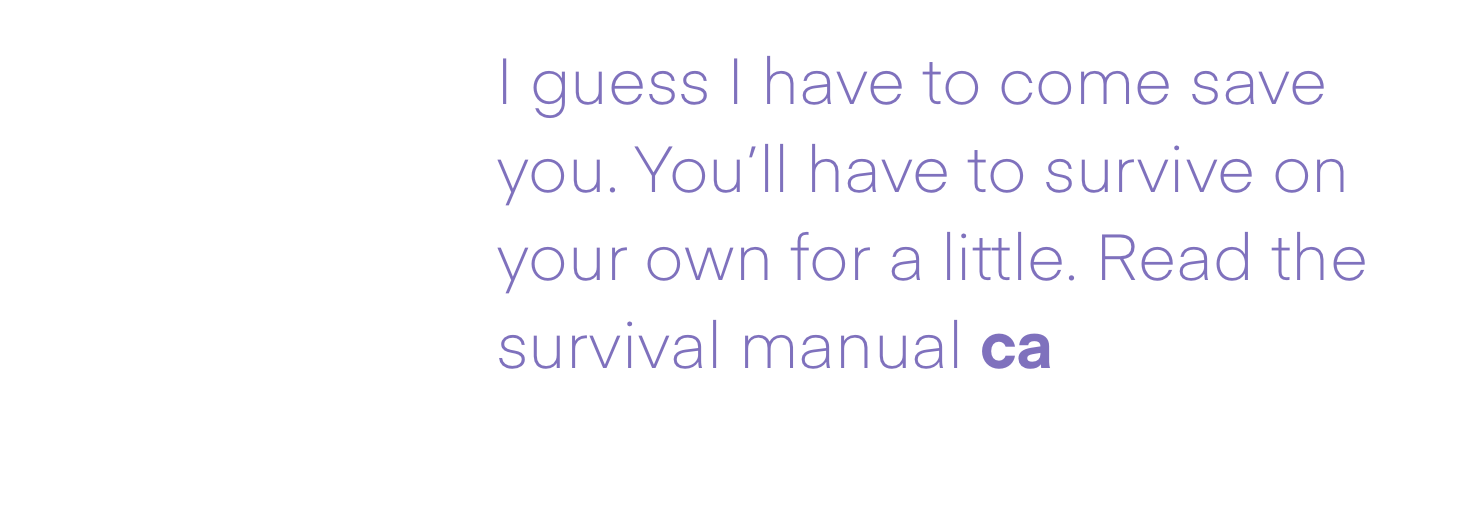 I guess I have to come save
you. You’ll have to survive on
your own for a little. Read the
survival manual ca